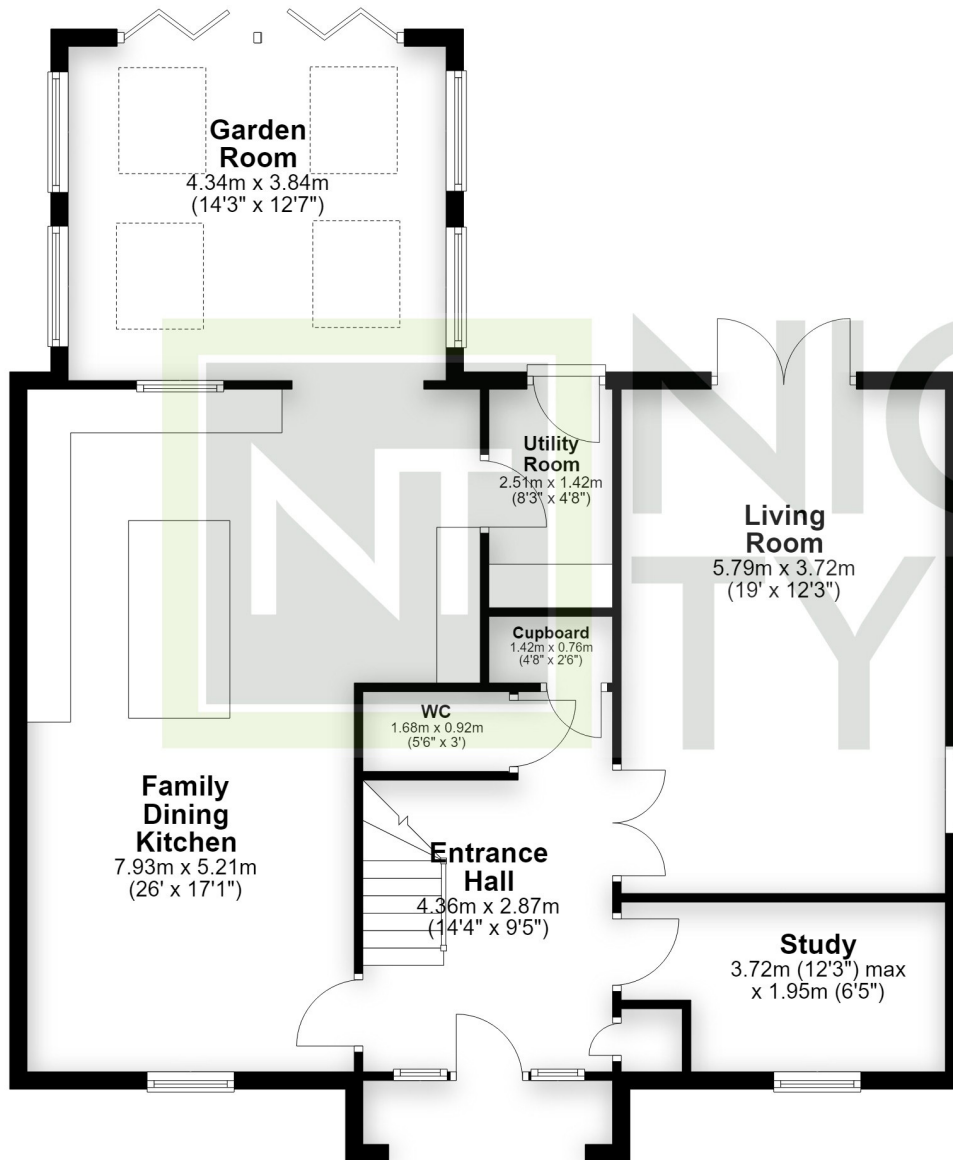 Garden
Room
4.34m x 3.84m
(14'3" x 12'7")
Utility
Room
2.51m x 1.42m
(8'3" x 4'8")
Living
Room
5.79m x 3.72m
(19' x 12'3")
Cupboard
1.42m x 0.76m
(4'8" x 2'6")
WC
1.68m x 0.92m
(5'6" x 3')
Family
Dining
Kitchen
7.93m x 5.21m
(26' x 17'1")
Entrance
Hall
4.36m x 2.87m
(14'4" x 9'5")
Study
3.72m (12'3") max
x 1.95m (6'5")